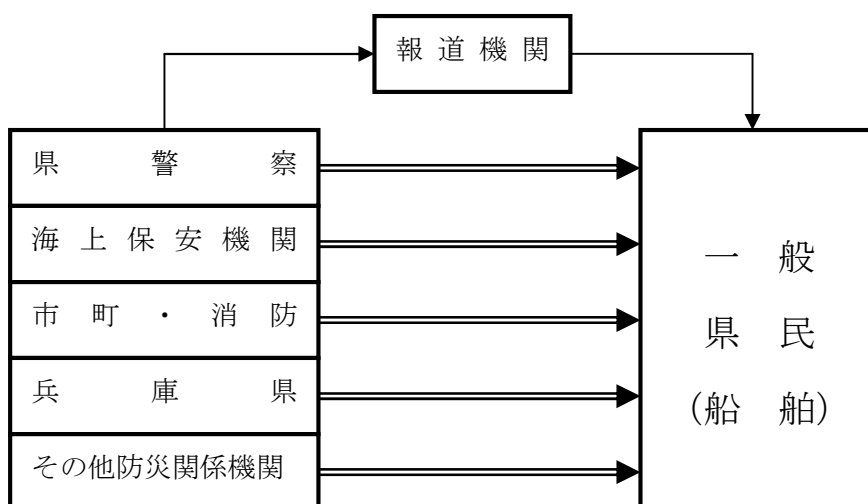 報道機関
県警察
海上保安機関
市町・消防
兵庫県
その他防災関係機関
一般
県民
(船舶)